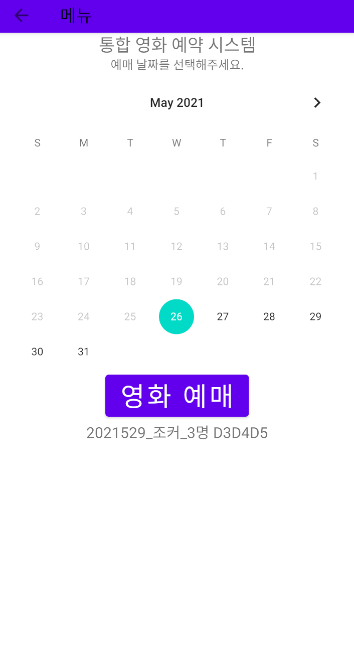 메뉴
통합 영화 예약 시스템
예매 날짜를 선택해주세요.
May 2021
S M T W T F S
1
2 3 4 5 6 7 8
9 10 11 12 13 14 15
16 17 18 19 20 21 22
23 24 25 26 27 28 29
30 31
영화 예매
2021529_조커_3명 D3D4D5